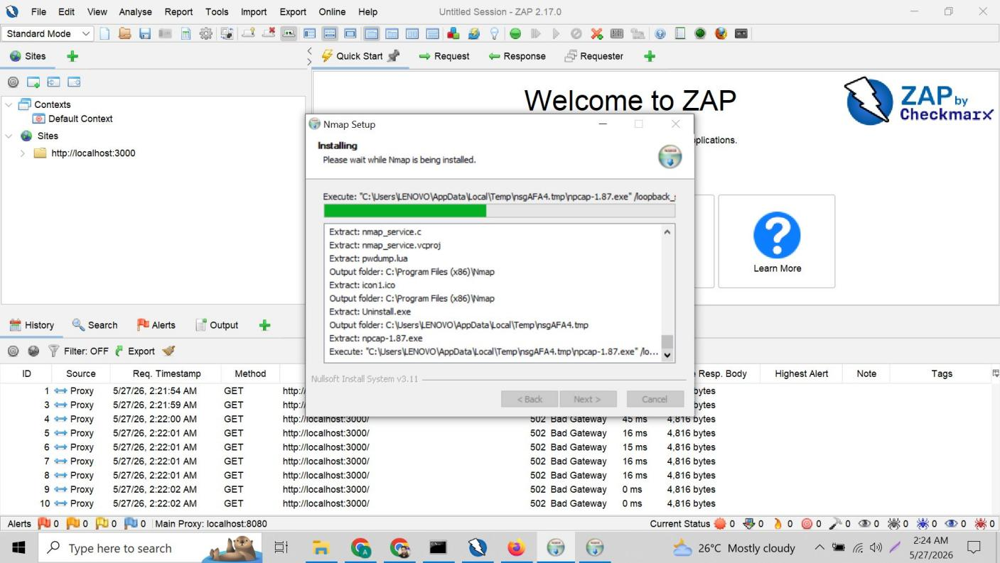 File Edit View Analyse Report Tools Import Export Online Help Untitled Session - ZAP 2.17.0
Standard Mode
Sites Quick Start Request Response Requester
Contexts
Default Context
Sites
http://localhost:3000
Welcome to ZAP
ZAP by Checkmarx
plications.
Learn More
Nmap Setup
Installing
Please wait while Nmap is being installed.
Execute: "C:\Users\LENOVO\AppData\Local\Temp\nsgAFA4.tmp\npcap-1.87.exe" /loopback_s
Extract: nmap_service.c
Extract: nmap_service.vcproj
Extract: pwdump.lua
Output folder: C:\Program Files (x86)\Nmap
Extract: icon1.ico
Output folder: C:\Program Files (x86)\Nmap
Extract: Uninstall.exe
Output folder: C:\Users\LENOVO\AppData\Local\Temp\nsgAFA4.tmp
Extract: npcap-1.87.exe
Execute: "C:\Users\LENOVO\AppData\Local\Temp\nsgAFA4.tmp\npcap-1.87.exe" /lo...
Nullsoft Install System v3.11
< Back Next > Cancel
History Search Alerts Output
Filter: OFF Export
ID Source Req. Timestamp Method Resp. Body Highest Alert Note Tags
1 Proxy 5/27/26, 2:21:54 AM GET http:/ bytes
3 Proxy 5/27/26, 2:21:59 AM GET http:/ bytes
4 Proxy 5/27/26, 2:22:00 AM GET http://localhost:3000/ 502 Bad Gateway 45 ms 4,816 bytes
5 Proxy 5/27/26, 2:22:01 AM GET http://localhost:3000/ 502 Bad Gateway 16 ms 4,816 bytes
6 Proxy 5/27/26, 2:22:01 AM GET http://localhost:3000/ 502 Bad Gateway 15 ms 4,816 bytes
7 Proxy 5/27/26, 2:22:01 AM GET http://localhost:3000/ 502 Bad Gateway 16 ms 4,816 bytes
8 Proxy 5/27/26, 2:22:01 AM GET http://localhost:3000/ 502 Bad Gateway 16 ms 4,816 bytes
9 Proxy 5/27/26, 2:22:02 AM GET http://localhost:3000/ 502 Bad Gateway 0 ms 4,816 bytes
10 Proxy 5/27/26, 2:22:02 AM GET http://localhost:3000/ 502 Bad Gateway 0 ms 4,816 bytes
Alerts 0 0 0 0 Main Proxy: localhost:8080 Current Status 0 0 0 0 0 0 0 0 0 0
Type here to search 26°C Mostly cloudy 2:24 AM
5/27/2026